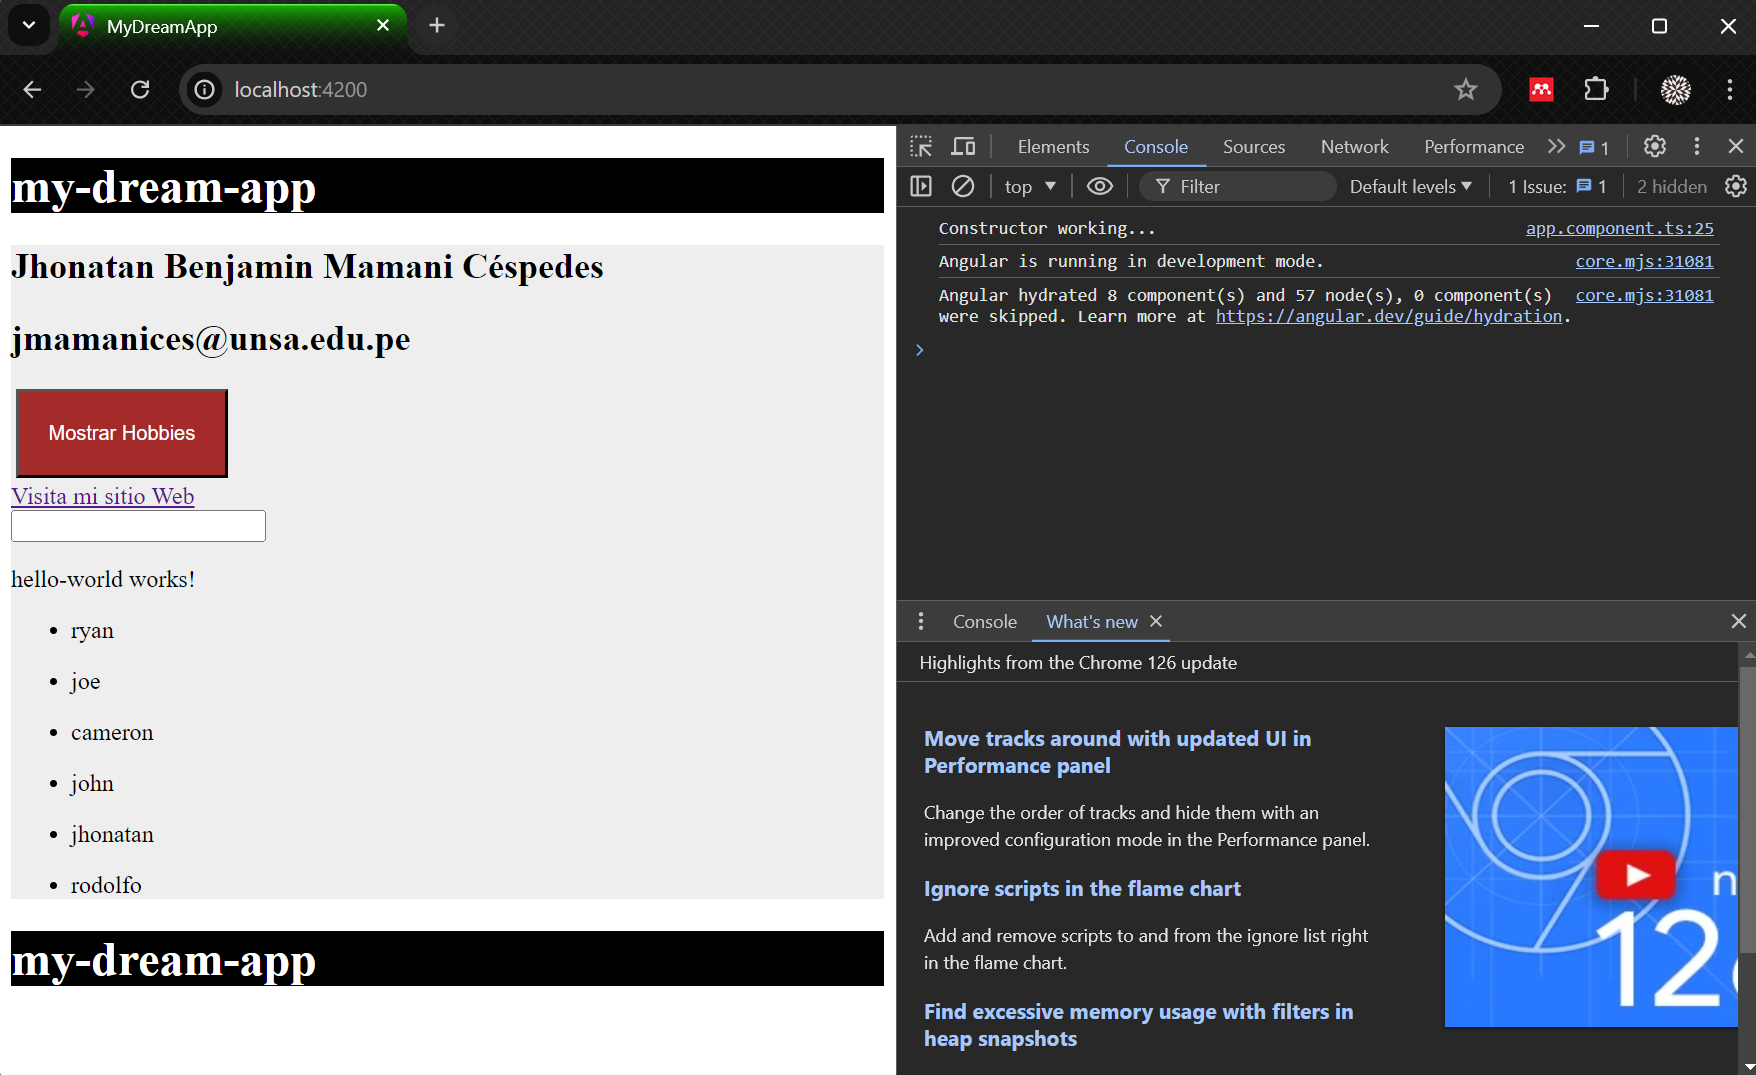 MyDreamApp
localhost:4200
my-dream-app
Jhonatan Benjamin Mamani Céspedes
jmamanices@unsa.edu.pe
Mostrar Hobbies
Visita mi sitio Web
hello-world works!
ryan
joe
cameron
john
jhonatan
rodolfo
my-dream-app
Elements Console Sources Network Performance 1
top Filter Default levels 1 Issue: 1 2 hidden
Constructor working... app.component.ts:25
Angular is running in development mode. core.mjs:31081
Angular hydrated 8 component(s) and 57 node(s), 0 component(s) core.mjs:31081
were skipped. Learn more at https://angular.dev/guide/hydration.
Console What's new
Highlights from the Chrome 126 update
Move tracks around with updated UI in
Performance panel
Change the order of tracks and hide them with an
improved configuration mode in the Performance panel.
Ignore scripts in the flame chart
Add and remove scripts to and from the ignore list right
in the flame chart.
Find excessive memory usage with filters in
heap snapshots